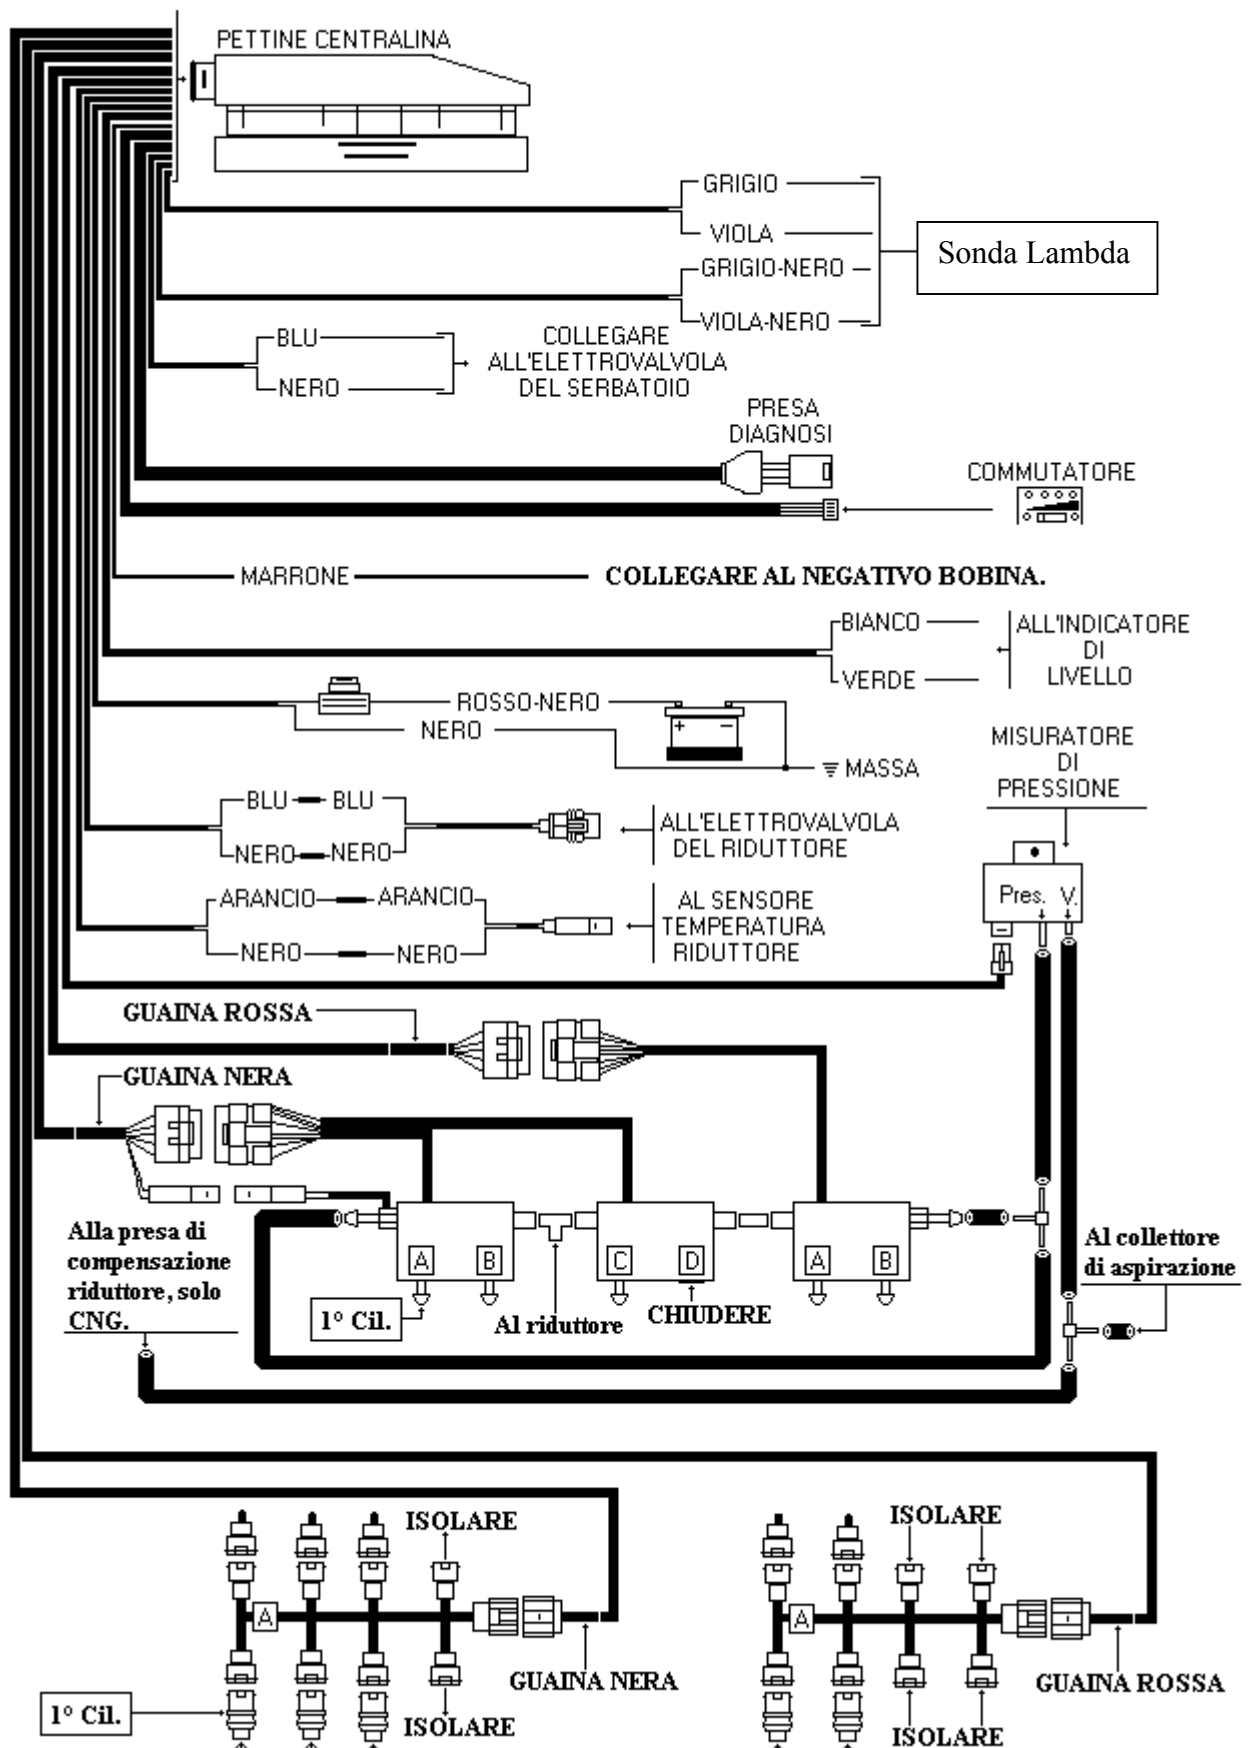 PETTINE CENTRALINA
GRIGIO
VIOLA
Sonda Lambda
GRIGIO-NERO
VIOLA-NERO
BLU
NERO
COLLEGARE
ALL'ELETTROVALVOLA
DEL SERBATOIO
PRESA
DIAGNOSI
COMMUTATORE
MARRONE
COLLEGARE AL NEGATIVO BOBINA.
BIANCO
VERDE
ALL'INDICATORE
DI
LIVELLO
ROSSO-NERO
NERO
+ −
MASSA
MISURATORE
DI
PRESSIONE
BLU BLU
NERO NERO
ALL'ELETTROVALVOLA
DEL RIDUTTORE
Pres. V.
ARANCIO ARANCIO
NERO NERO
AL SENSORE
TEMPERATURA
RIDUTTORE
GUAINA ROSSA
GUAINA NERA
Alla presa di
compensazione
riduttore, solo
CNG.
A B C D A B
1° Cil.
Al riduttore
CHIUDERE
Al collettore
di aspirazione
ISOLARE
A
GUAINA NERA
1° Cil.
ISOLARE
ISOLARE
A
GUAINA ROSSA
ISOLARE